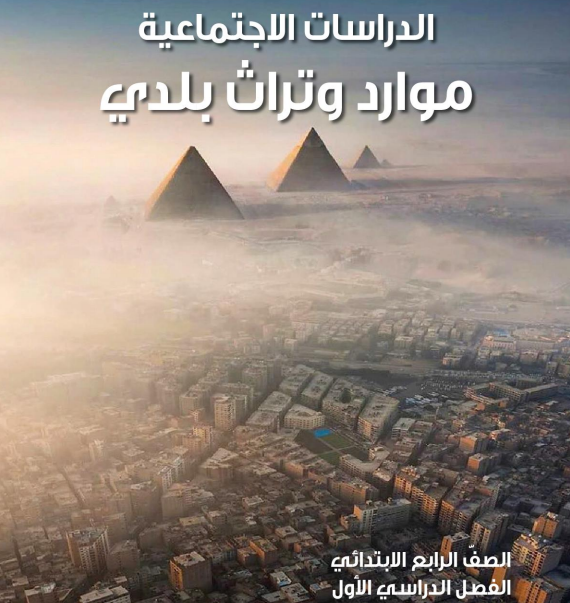 الدراسات الاجتماعية
موارد وتراث بلدي
الصفّ الرابع الابتدائي
الفصل الدراسي الأول